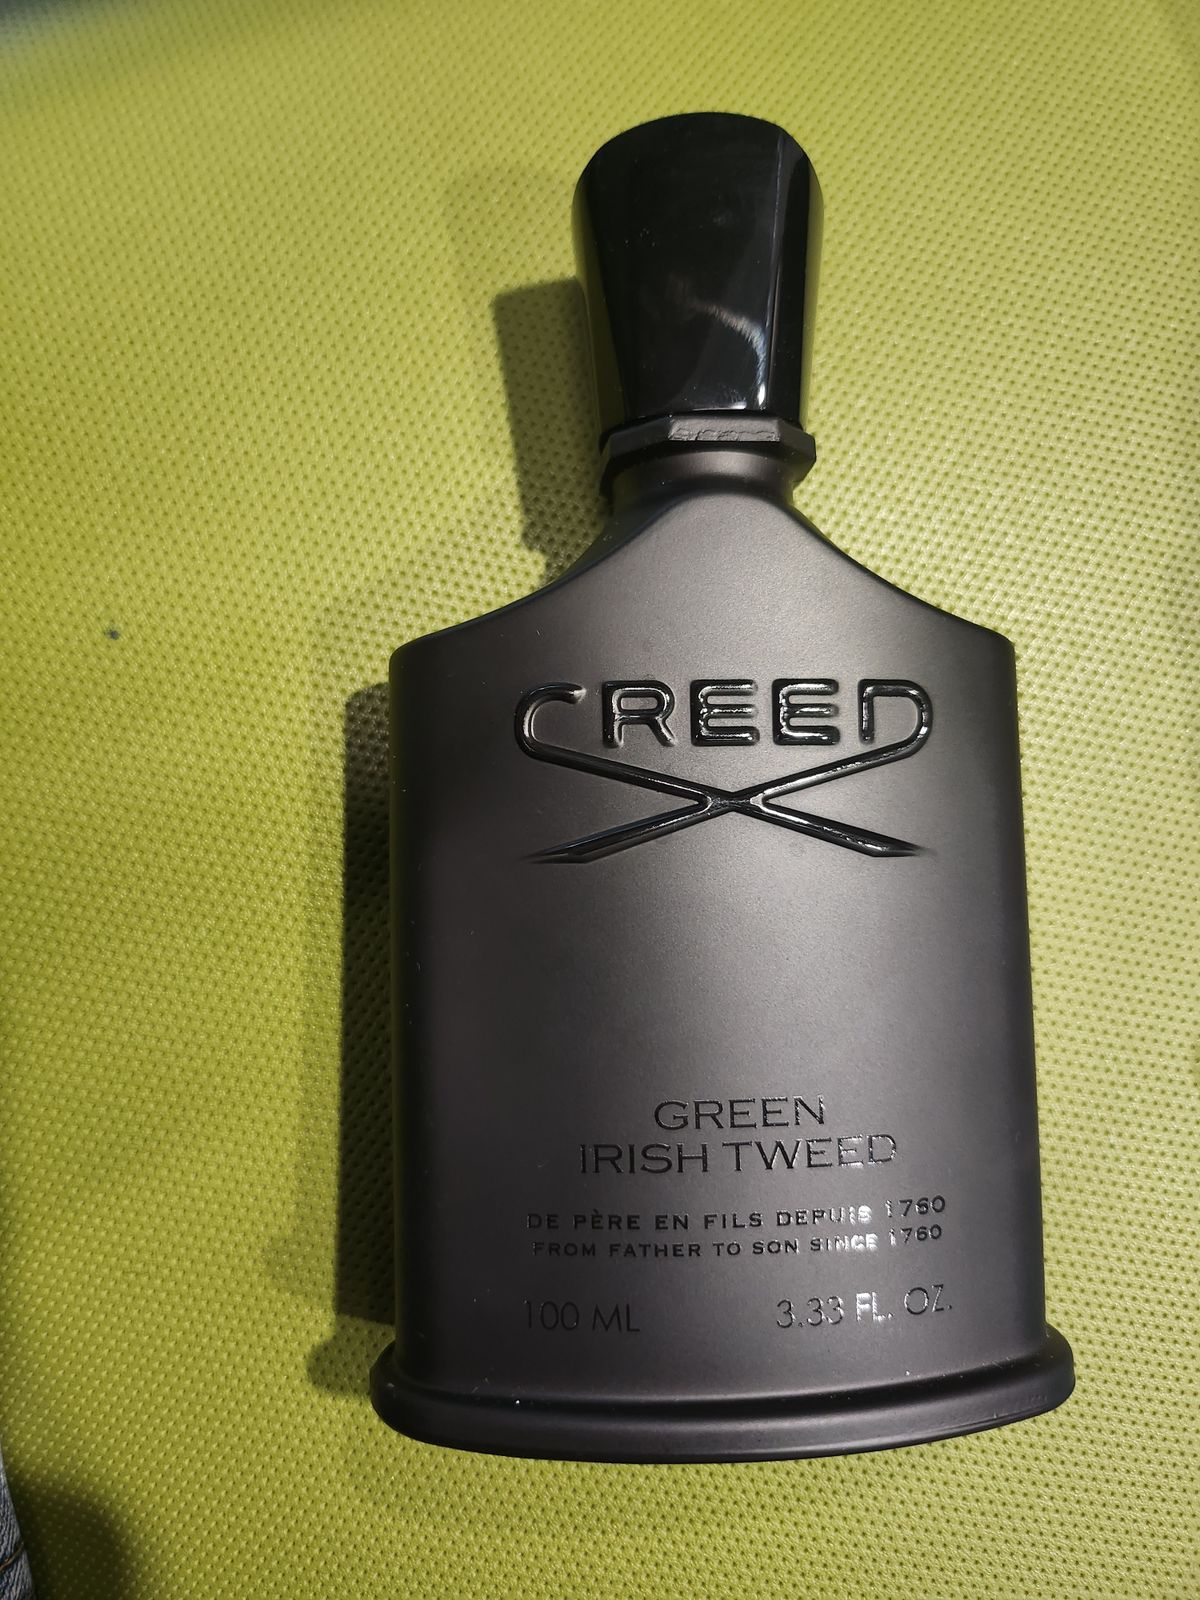 CREED
GREEN
IRISH TWEED
DE PÈRE EN FILS DEPUIS 1760
FROM FATHER TO SON SINCE 1760
100 ML 3.33 FL. OZ.